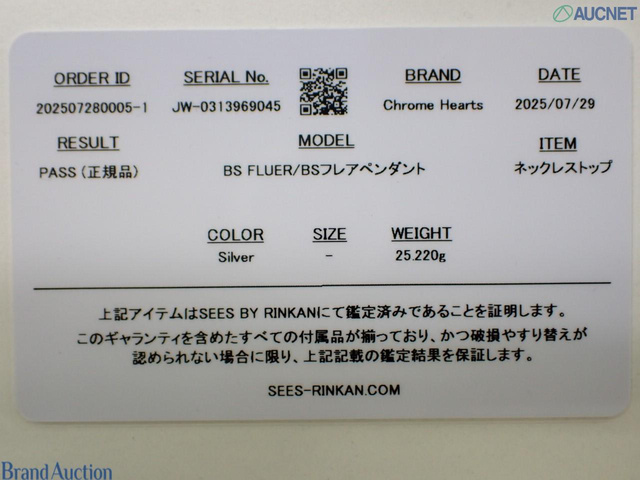 AUCNET
ORDER ID SERIAL No. BRAND DATE
202507280005-1 JW-0313969045 Chrome Hearts 2025/07/29
RESULT MODEL ITEM
PASS (正規品) BS FLUER/BSフレアペンダント ネックレストップ
COLOR SIZE WEIGHT
Silver - 25.220g
上記アイテムはSEES BY RINKANにて鑑定済みであることを証明します。
このギャランティを含めたすべての付属品が揃っており、かつ破損やすり替えが
認められない場合に限り、上記記載の鑑定結果を保証します。
SEES-RINKAN.COM
Brand Auction